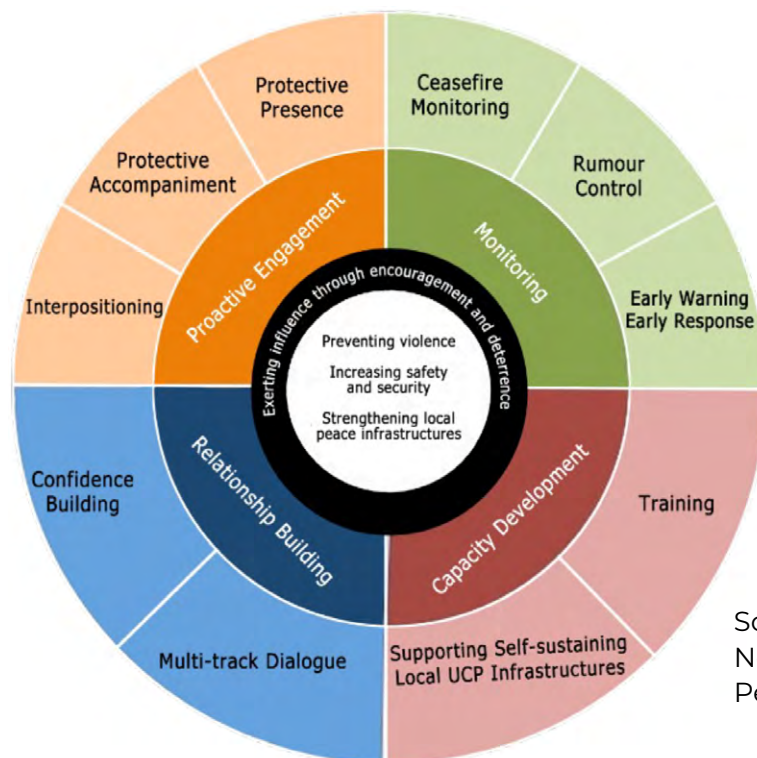 Protective
Presence
Ceasefire
Monitoring
Protective
Accompaniment
Rumour
Control
Interpositioning
Early Warning
Early Response
Proactive Engagement
Monitoring
Exerting influence through encouragement and deterrence
Preventing violence
Increasing safety
and security
Strengthening local
peace infrastructures
Relationship Building
Capacity Development
Confidence
Building
Training
Multi-track Dialogue
Supporting Self-sustaining
Local UCP Infrastructures